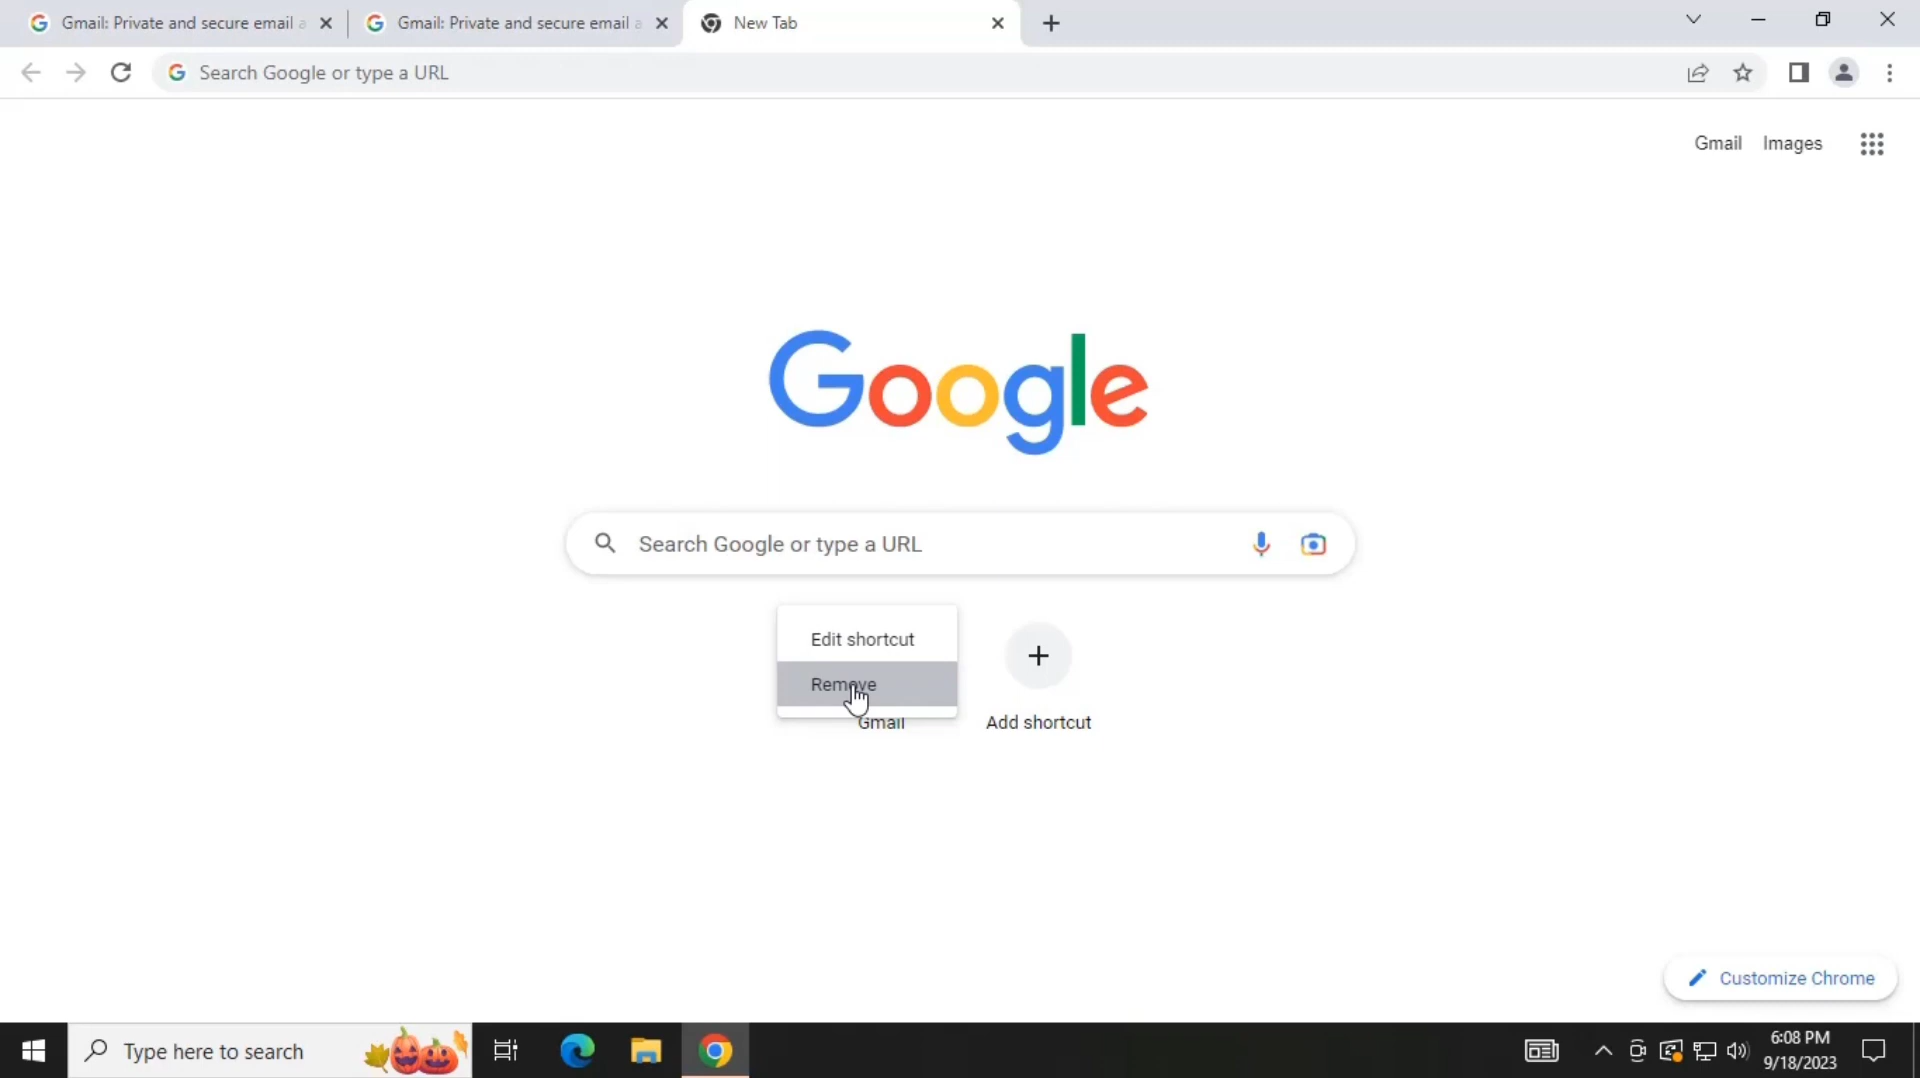 Gmail: Private and secure email a
Gmail: Private and secure email a
New Tab
Search Google or type a URL
Gmail Images
Google
Search Google or type a URL
Edit shortcut
Remove
Gmail
Add shortcut
Customize Chrome
Type here to search
6:08 PM
9/18/2023